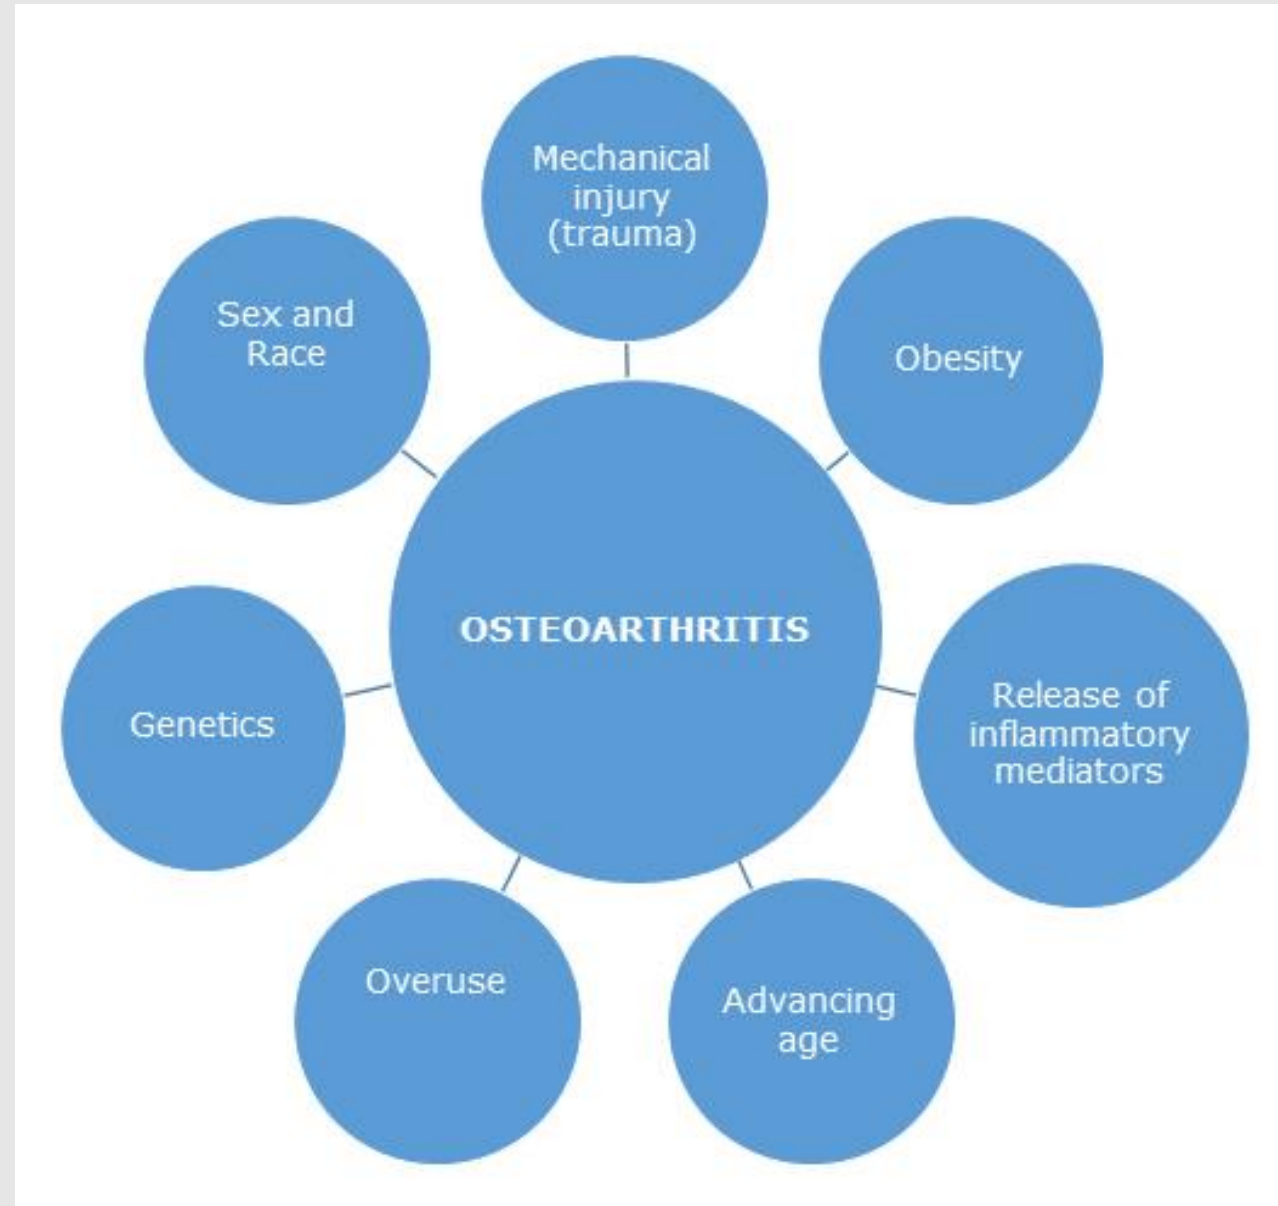 Mechanical
injury
(trauma)
Sex and
Race
Obesity
OSTEOARTHRITIS
Genetics
Release of
inflammatory
mediators
Overuse
Advancing
age